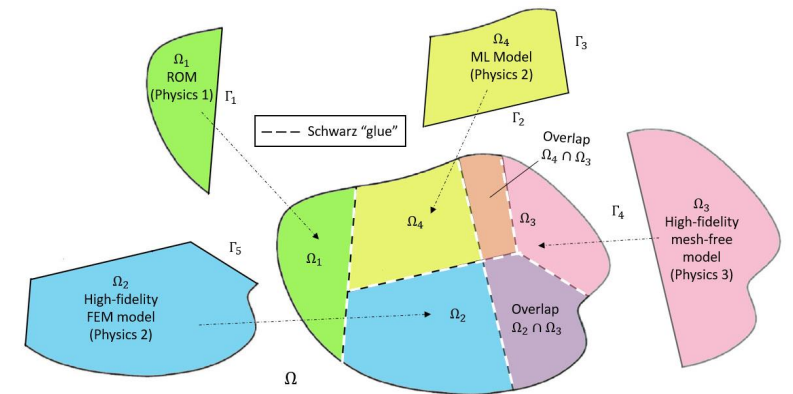 Ω₁
ROM
(Physics 1)
Γ₁
Ω₄
ML Model
(Physics 2)
Γ₃
Γ₂
Schwarz “glue”
Overlap
Ω₄ ∩ Ω₃
Ω₃
High-fidelity
mesh-free
model
(Physics 3)
Γ₄
Ω₄
Ω₃
Ω₁
Γ₅
Ω₂
High-fidelity
FEM model
(Physics 2)
Ω₂
Overlap
Ω₂ ∩ Ω₃
Ω